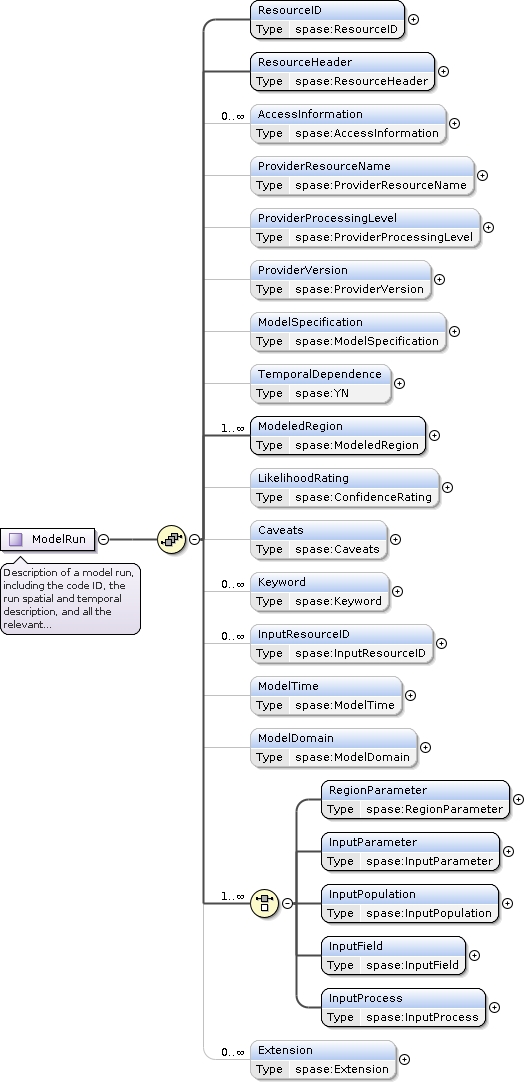 ResourceID
Type spase:ResourceID
ResourceHeader
Type spase:ResourceHeader
0..∞
AccessInformation
Type spase:AccessInformation
ProviderResourceName
Type spase:ProviderResourceName
ProviderProcessingLevel
Type spase:ProviderProcessingLevel
ProviderVersion
Type spase:ProviderVersion
ModelSpecification
Type spase:ModelSpecification
TemporalDependence
Type spase:YN
1..∞
ModeledRegion
Type spase:ModeledRegion
LikelihoodRating
Type spase:ConfidenceRating
ModelRun
Description of a model run,
including the code ID, the
run spatial and temporal
description, and all the
relevant...
Caveats
Type spase:Caveats
0..∞
Keyword
Type spase:Keyword
0..∞
InputResourceID
Type spase:InputResourceID
ModelTime
Type spase:ModelTime
ModelDomain
Type spase:ModelDomain
1..∞
RegionParameter
Type spase:RegionParameter
InputParameter
Type spase:InputParameter
InputPopulation
Type spase:InputPopulation
InputField
Type spase:InputField
InputProcess
Type spase:InputProcess
0..∞
Extension
Type spase:Extension